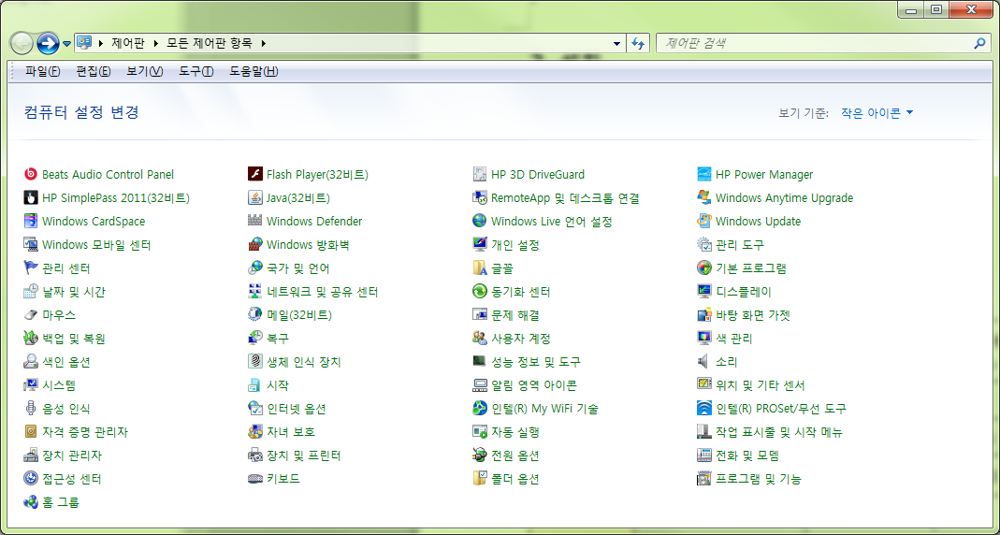 제어판 ▸ 모든 제어판 항목 ▸
제어판 검색
파일(F) 편집(E) 보기(V) 도구(T) 도움말(H)
컴퓨터 설정 변경
보기 기준: 작은 아이콘
Beats Audio Control Panel
Flash Player(32비트)
HP 3D DriveGuard
HP Power Manager
HP SimplePass 2011(32비트)
Java(32비트)
RemoteApp 및 데스크톱 연결
Windows Anytime Upgrade
Windows CardSpace
Windows Defender
Windows Live 언어 설정
Windows Update
Windows 모바일 센터
Windows 방화벽
개인 설정
관리 도구
관리 센터
국가 및 언어
글꼴
기본 프로그램
날짜 및 시간
네트워크 및 공유 센터
동기화 센터
디스플레이
마우스
메일(32비트)
문제 해결
바탕 화면 가젯
백업 및 복원
복구
사용자 계정
색 관리
색인 옵션
생체 인식 장치
성능 정보 및 도구
소리
시스템
시작
알림 영역 아이콘
위치 및 기타 센서
음성 인식
인터넷 옵션
인텔(R) My WiFi 기술
인텔(R) PROSet/무선 도구
자격 증명 관리자
자녀 보호
자동 실행
작업 표시줄 및 시작 메뉴
장치 관리자
장치 및 프린터
전원 옵션
전화 및 모뎀
접근성 센터
키보드
폴더 옵션
프로그램 및 기능
홈 그룹